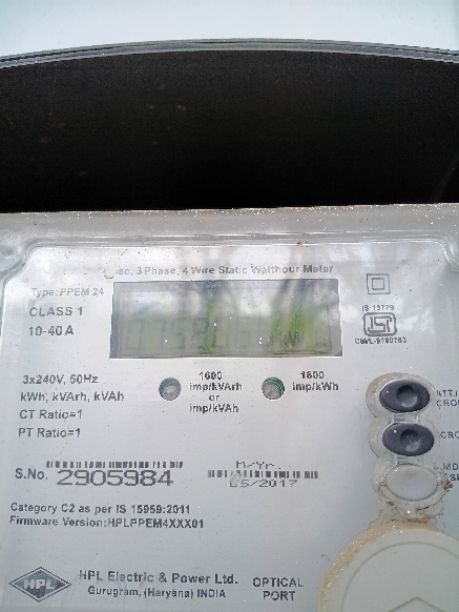 3 Phase, 4 Wire Static Watthour Meter
Type: PPEM 24
CLASS 1
10-40 A
IS-13779
3x240V, 50Hz
kWh, kVArh, kVAh
CT Ratio=1
PT Ratio=1
1600
imp/kVArh
or
imp/kVAh
1600
imp/kWh
S.No. 2905984
M/Yr.
05/2017
Category C2 as per IS 15959:2011
Firmware Version:HPLPPEM4XXX01
HPL
HPL Electric & Power Ltd.
Gurugram, (Haryana) INDIA
OPTICAL
PORT